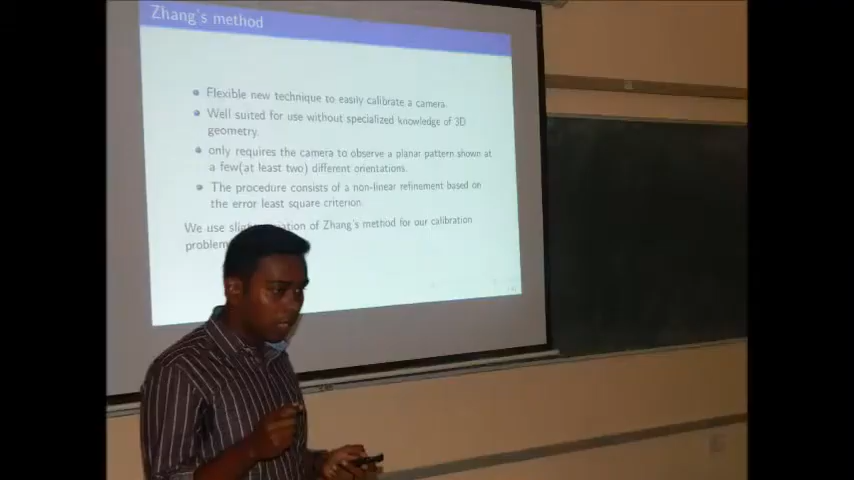 Zhang's method
Flexible new technique to easily calibrate a camera.
Well suited for use without specialized knowledge of 3D
geometry.
only requires the camera to observe a planar pattern shown at
a few(at least two) different orientations.
The procedure consists of a non-linear refinement based on
the error least square criterion.
We use of Zhang's method for our calibration
problem